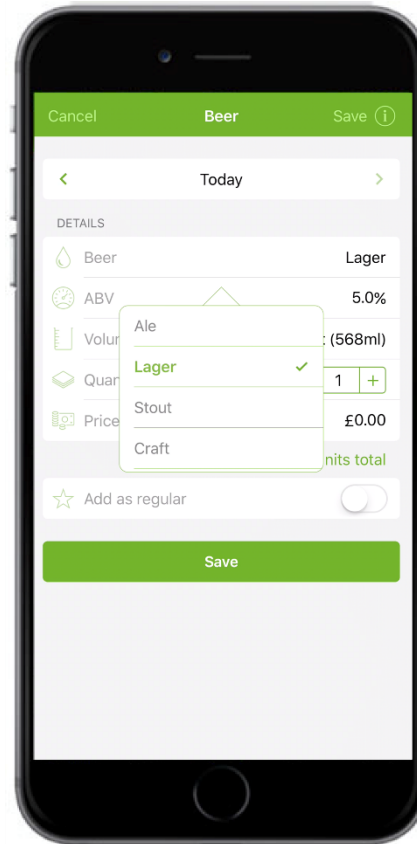 Cancel Beer Save
Today
DETAILS
Beer Lager
ABV 5.0%
Ale
(568ml)
Lager
1 +
Stout
Price £0.00
Craft
total
Add as regular
Save